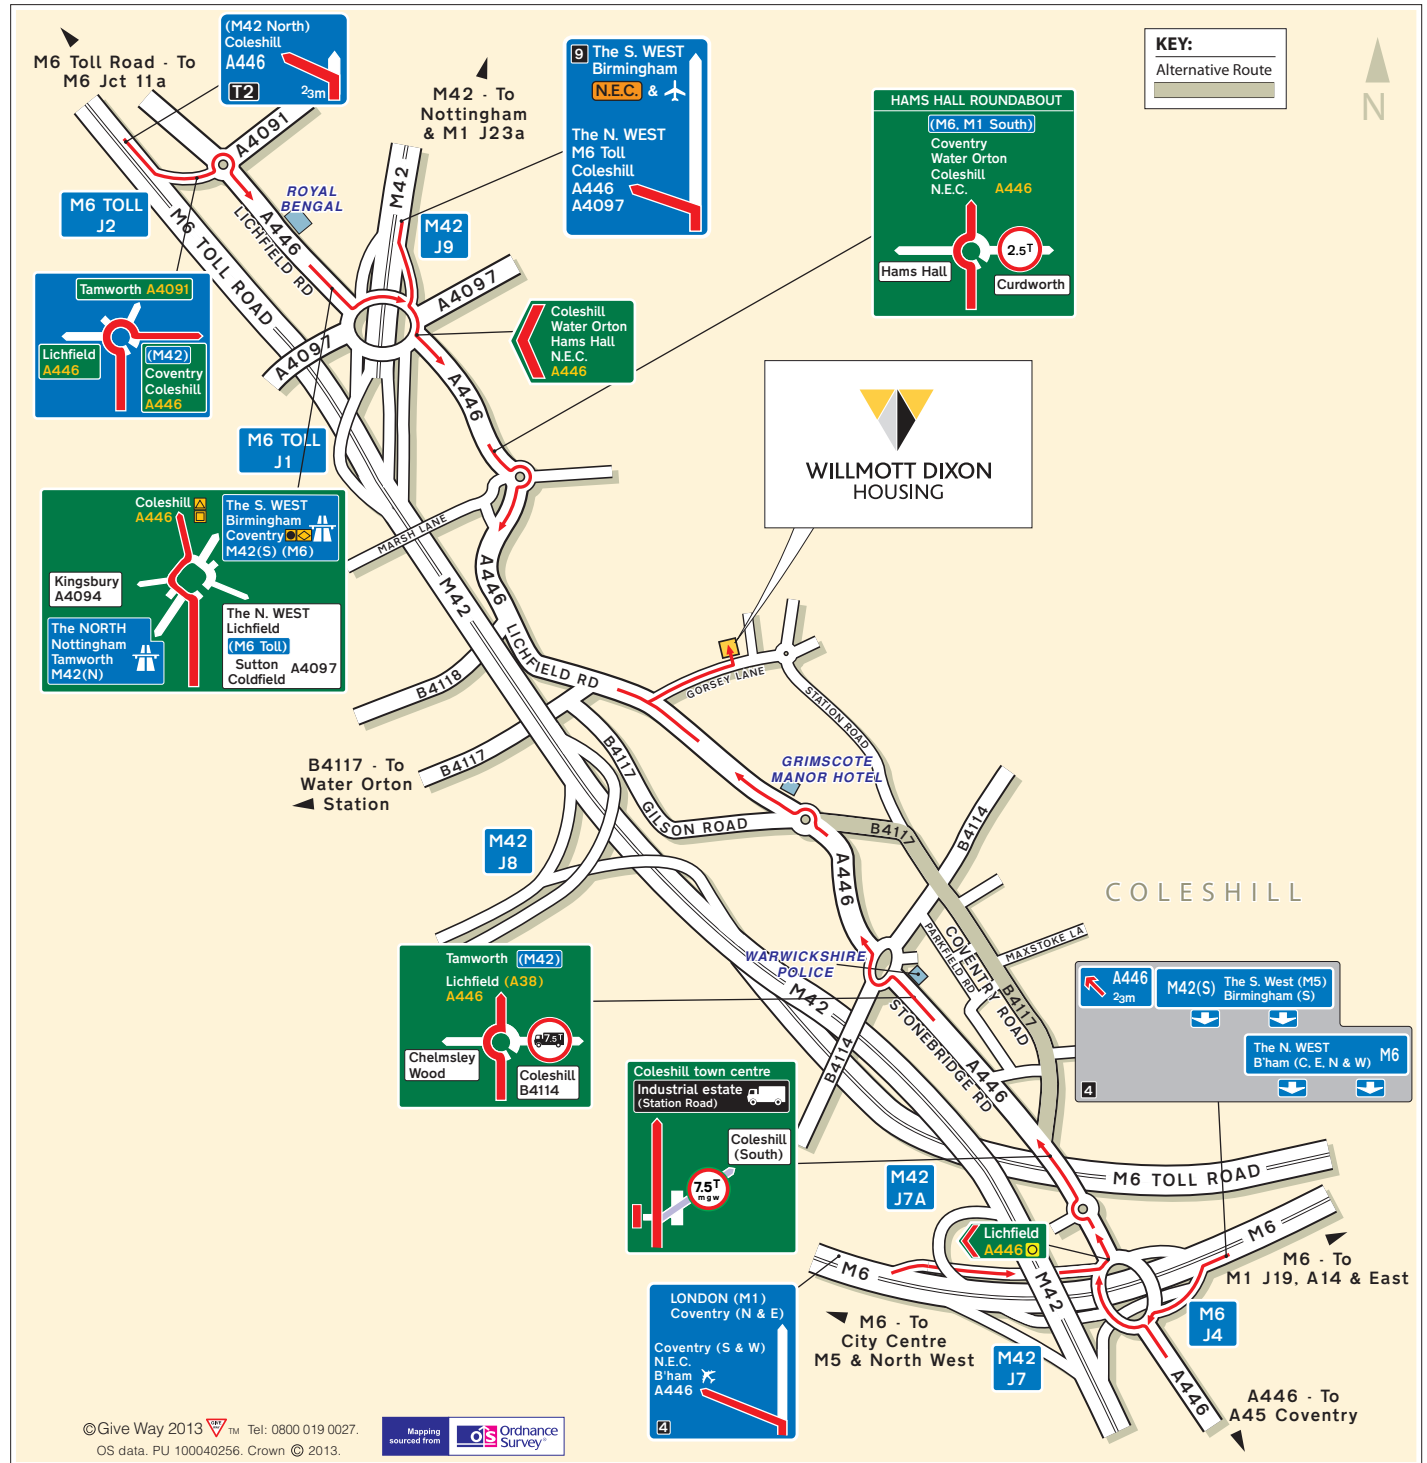 M6 Toll Road - To
M6 Jct 11a
(M42 North)
Coleshill
A446
T2
2/3m
M42 - To
Nottingham
& M1 J23a
9
The S. WEST
Birmingham
N.E.C. &
The N. WEST
M6 Toll
Coleshill
A446
A4097
KEY:
Alternative Route
N
HAMS HALL ROUNDABOUT
(M6, M1 South)
Coventry
Water Orton
Coleshill
N.E.C. A446
2.5T
Hams Hall
Curdworth
A4091
M6 TOLL
J2
ROYAL
BENGAL
A446
LICHFIELD RD
M6 TOLL ROAD
M42
M42
J9
A4097
A4097
Tamworth A4091
Lichfield
A446
(M42)
Coventry
Coleshill
A446
Coleshill
Water Orton
Hams Hall
N.E.C.
A446
A446
M6 TOLL
J1
WILLMOTT DIXON
HOUSING
Coleshill
A446
The S. WEST
Birmingham
Coventry
M42(S) (M6)
Kingsbury
A4094
The NORTH
Nottingham
Tamworth
M42(N)
The N. WEST
Lichfield
(M6 Toll)
Sutton
Coldfield
A4097
MARSH LANE
A446
M42
LICHFIELD RD
B4118
B4117
GORSEY LANE
STATION ROAD
B4117 - To
Water Orton
Station
B4117
GILSON ROAD
GRIMSCOTE
MANOR HOTEL
B4117
B4114
M42
J8
A446
COLESHILL
Tamworth (M42)
Lichfield (A38)
A446
7.5T
Chelmsley
Wood
Coleshill
B4114
WARWICKSHIRE
POLICE
M42
PARKFIELD RD
COVENTRY ROAD
MAXSTOKE LA
B4117
STONEBRIDGE RD
A446
B4114
A446
2/3m
M42(S)
The S. West (M5)
Birmingham (S)
The N. WEST
B'ham (C, E, N & W)
M6
4
Coleshill town centre
Industrial estate
(Station Road)
Coleshill
(South)
7.5T
mgw
M42
J7A
M6 TOLL ROAD
Lichfield
A446
M6
M6
M42
M6 - To
M1 J19, A14 & East
LONDON (M1)
Coventry (N & E)
Coventry (S & W)
N.E.C.
B'ham
A446
4
M6 - To
City Centre
M5 & North West
M42
J7
M6
J4
A446
A446 - To
A45 Coventry
©Give Way 2013 GIVE WAY TM Tel: 0800 019 0027.
OS data. PU 100040256. Crown © 2013.
Mapping
sourced from
OS Ordnance
Survey®